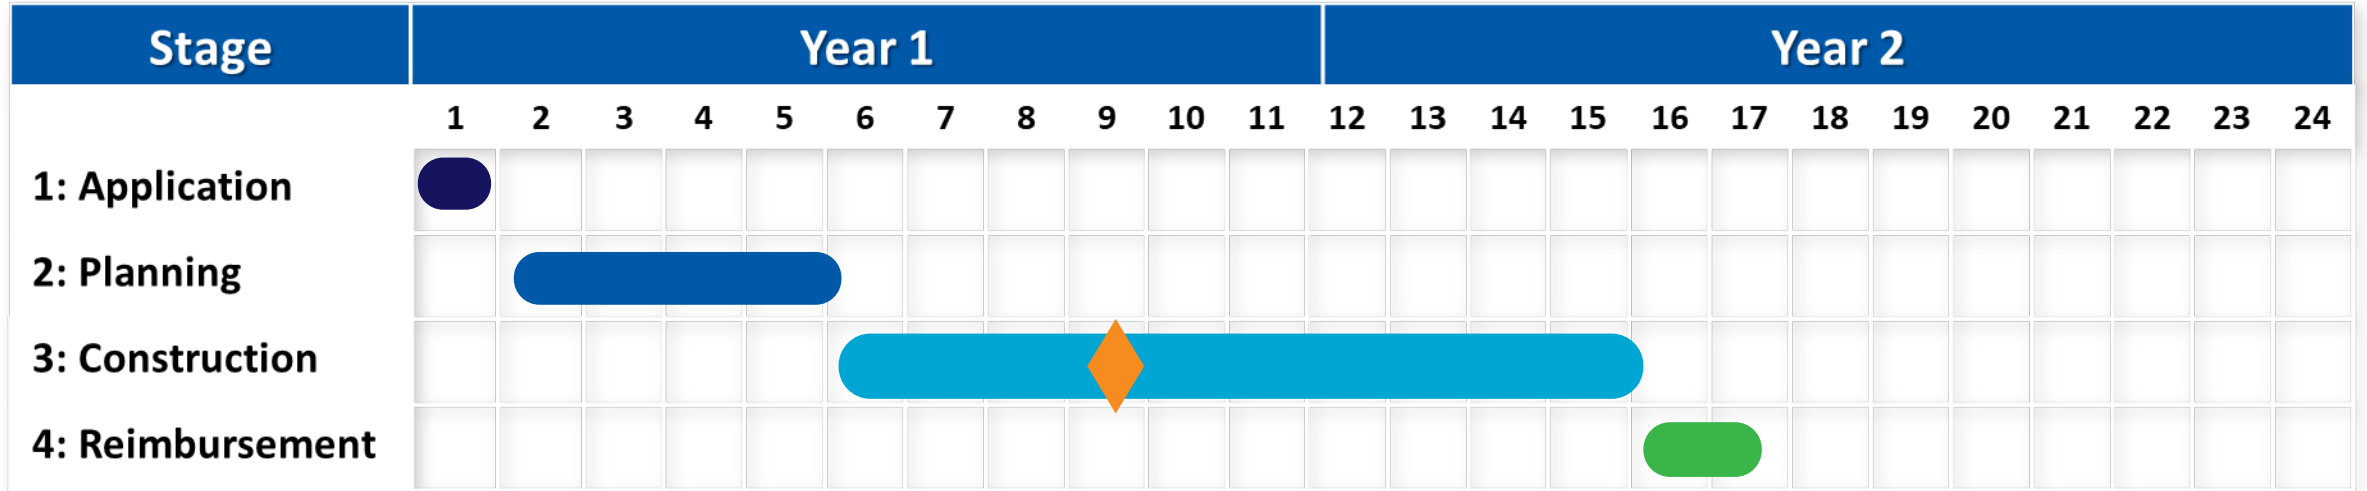 Stage Year 1 Year 2
1 2 3 4 5 6 7 8 9 10 11 12 13 14 15 16 17 18 19 20 21 22 23 24
1: Application
2: Planning
3: Construction
4: Reimbursement